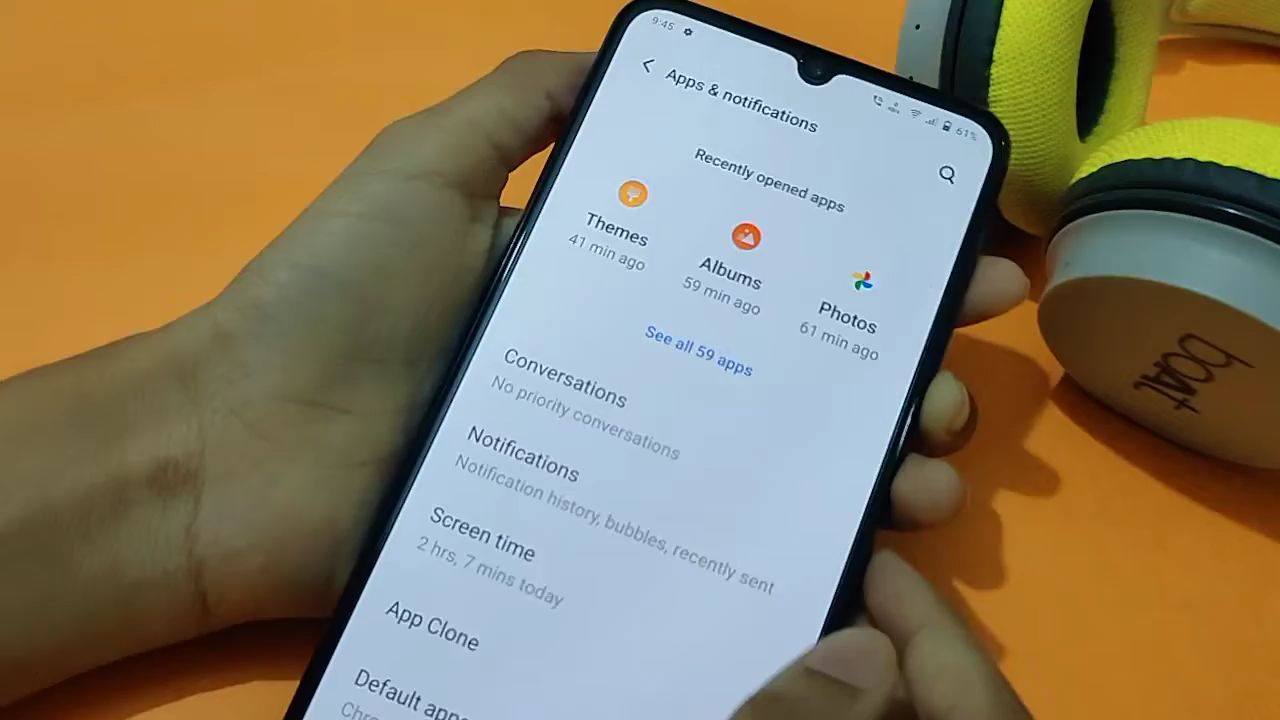 9:45
61%
Apps & notifications
Recently opened apps
Themes
41 min ago
Albums
59 min ago
Photos
61 min ago
See all 59 apps
Conversations
No priority conversations
Notifications
Notification history, bubbles, recently sent
Screen time
2 hrs, 7 mins today
App Clone
Default
boAt